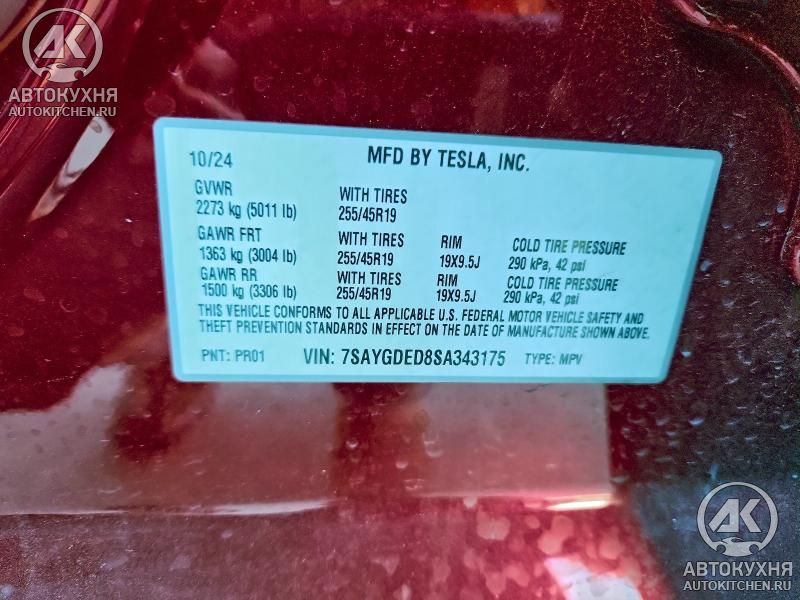 АК
АВТОКУХНЯ
AUTOKITCHEN.RU
10/24 MFD BY TESLA, INC.
GVWR WITH TIRES
2273 kg (5011 lb) 255/45R19
GAWR FRT WITH TIRES RIM COLD TIRE PRESSURE
1363 kg (3004 lb) 255/45R19 19X9.5J 290 kPa, 42 psi
GAWR RR WITH TIRES RIM COLD TIRE PRESSURE
1500 kg (3306 lb) 255/45R19 19X9.5J 290 kPa, 42 psi
THIS VEHICLE CONFORMS TO ALL APPLICABLE U.S. FEDERAL MOTOR VEHICLE SAFETY AND
THEFT PREVENTION STANDARDS IN EFFECT ON THE DATE OF MANUFACTURE SHOWN ABOVE.
PNT: PR01 VIN: 7SAYGDED8SA343175 TYPE: MPV
АК
АВТОКУХНЯ
AUTOKITCHEN.RU